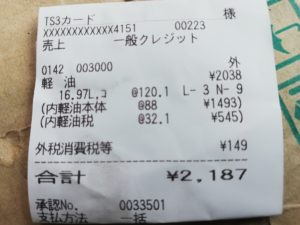 TS3カード 様
XXXXXXXXXXXX4151 00223
売上 一般クレジット
0142 003000 外
軽 油 ¥2038
16.97L.コ @120.1 L- 3 N- 9
(内軽油本体 @88 ¥1493)
(内軽油税 @32.1 ¥545)
外税消費税等 ¥149
合計 ¥2,187
承認No. 0033501
支払方法 一括